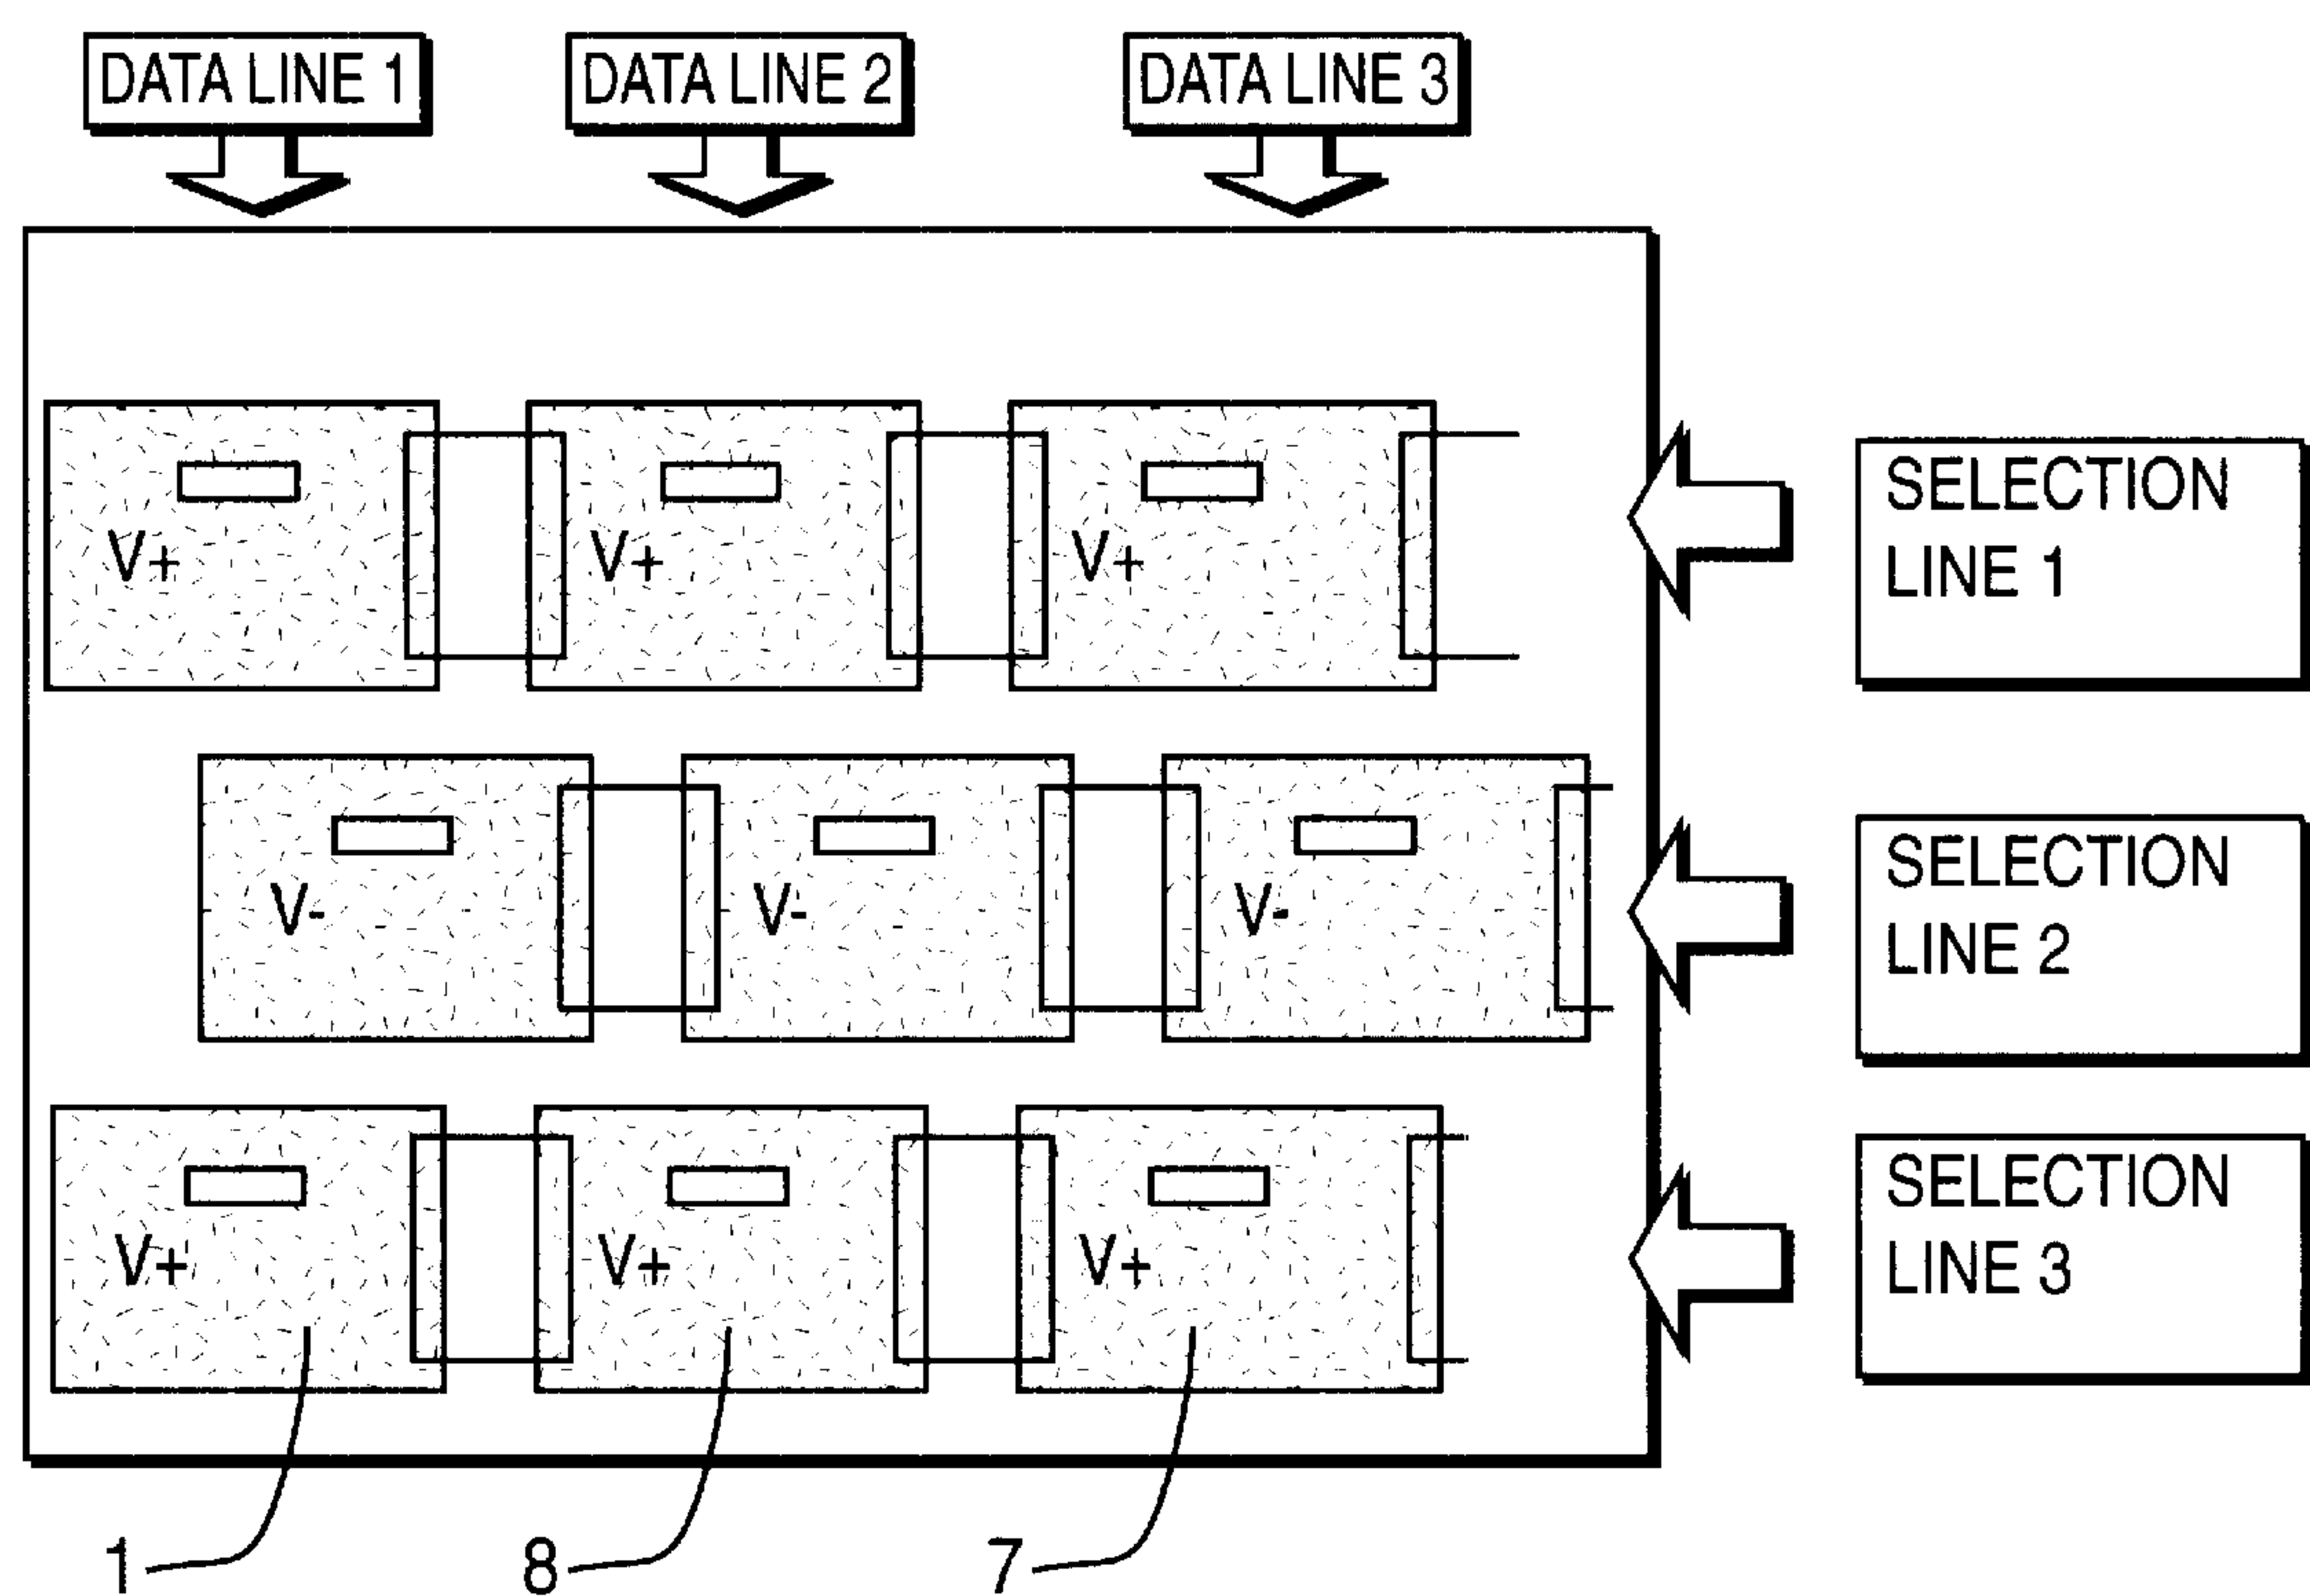 DATA LINE 1
DATA LINE 2
DATA LINE 3
V+
V+
V+
SELECTION
LINE 1
V-
V-
V-
SELECTION
LINE 2
V+
V+
V+
SELECTION
LINE 3
1
8
7